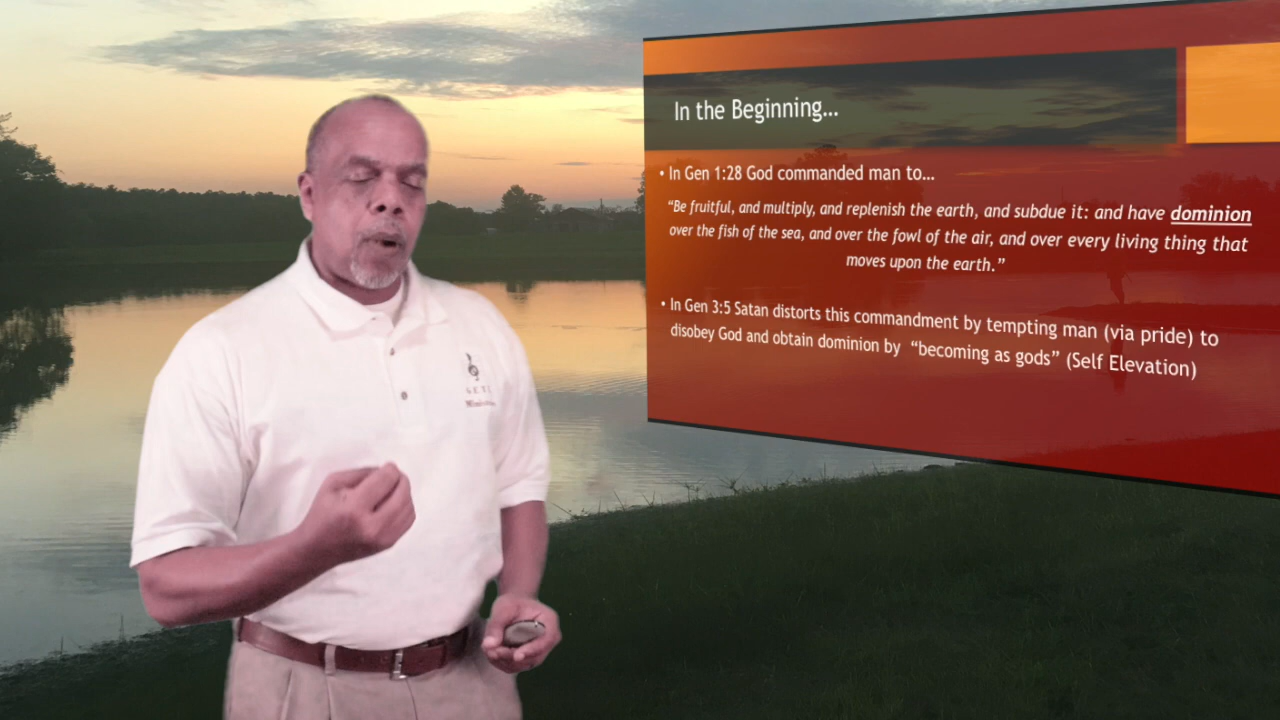 In the Beginning...
• In Gen 1:28 God commanded man to...
“Be fruitful, and multiply, and replenish the earth, and subdue it: and have dominion
over the fish of the sea, and over the fowl of the air, and over every living thing that
moves upon the earth.”
• In Gen 3:5 Satan distorts this commandment by tempting man (via pride) to
disobey God and obtain dominion by “becoming as gods” (Self Elevation)